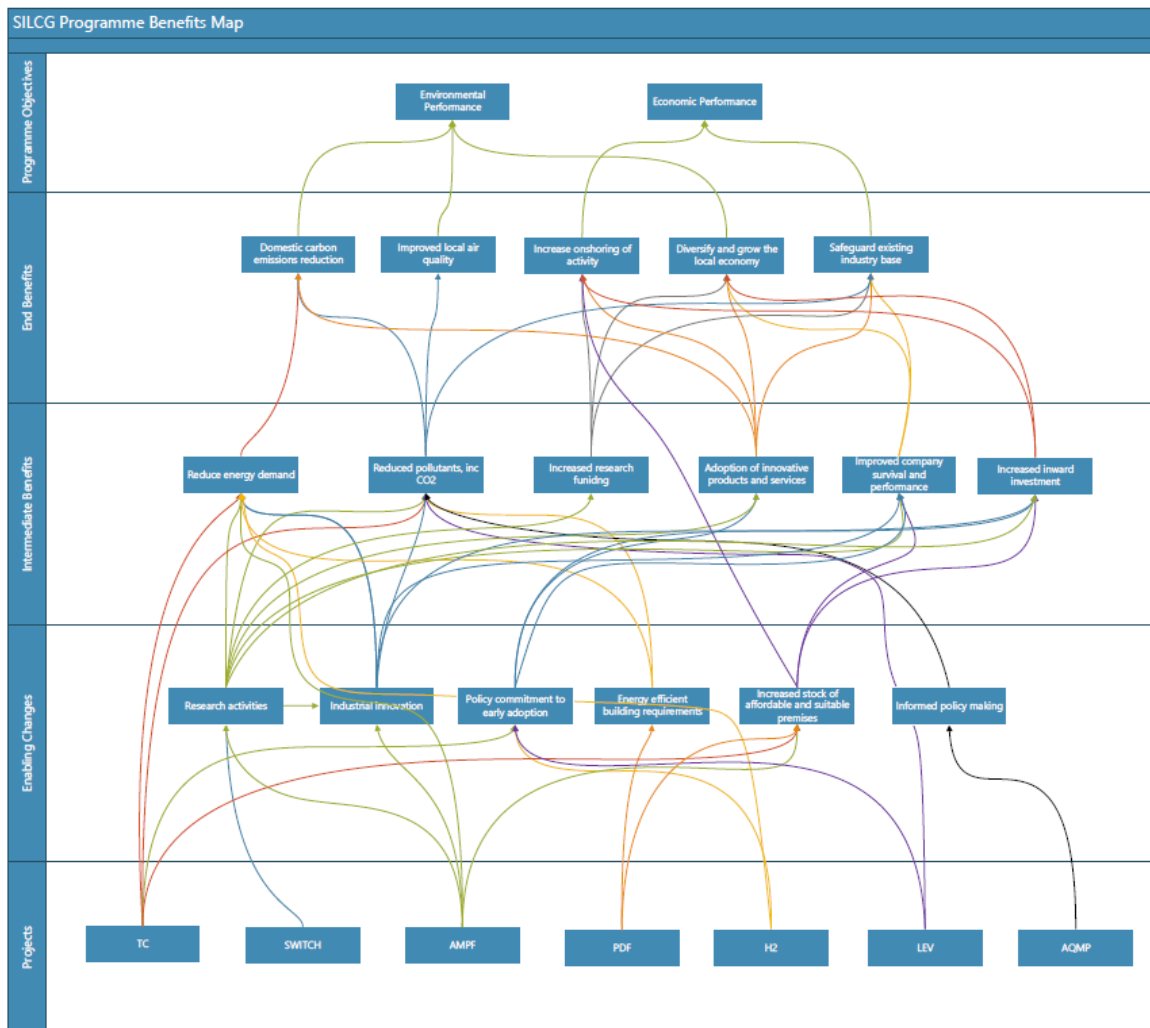 SILCG Programme Benefits Map
Programme Objectives
Environmental
Performance
Economic Performance
End Benefits
Domestic carbon
emissions reduction
Improved local air
quality
Increase onshoring of
activity
Diversify and grow the
local economy
Safeguard existing
industry base
Intermediate Benefits
Reduce energy demand
Reduced pollutants, inc
CO2
Increased research
fuñidng
Adoption of innovative
products and services
Improved company
survival and
performance
Increased inward
investment
Enabling Changes
Research activities
Industrial innovation
Policy commitment to
early adoption
Energy efficient
building requirements
Increased stock of
affordable and suitable
premises
Informed policy making
Projects
TC
SWITCH
AMPF
PDF
H2
LEV
AQMP